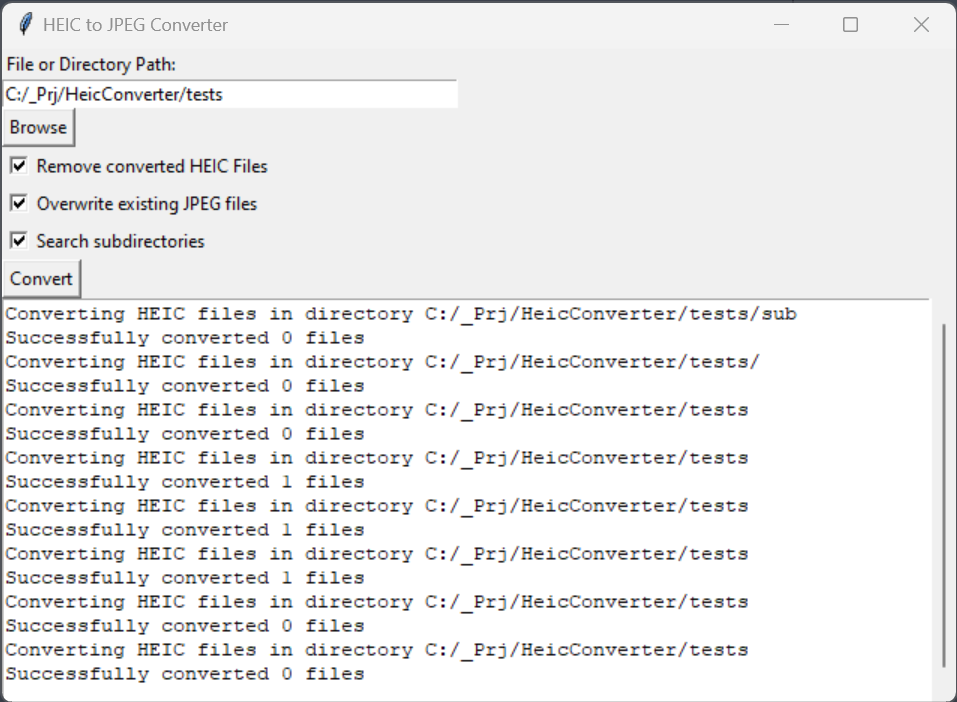 HEIC to JPEG Converter
File or Directory Path:
C:/_Prj/HeicConverter/tests
Browse
Remove converted HEIC Files
Overwrite existing JPEG files
Search subdirectories
Convert
Converting HEIC files in directory C:/_Prj/HeicConverter/tests/sub
Successfully converted 0 files
Converting HEIC files in directory C:/_Prj/HeicConverter/tests/
Successfully converted 0 files
Converting HEIC files in directory C:/_Prj/HeicConverter/tests
Successfully converted 0 files
Converting HEIC files in directory C:/_Prj/HeicConverter/tests
Successfully converted 1 files
Converting HEIC files in directory C:/_Prj/HeicConverter/tests
Successfully converted 1 files
Converting HEIC files in directory C:/_Prj/HeicConverter/tests
Successfully converted 1 files
Converting HEIC files in directory C:/_Prj/HeicConverter/tests
Successfully converted 0 files
Converting HEIC files in directory C:/_Prj/HeicConverter/tests
Successfully converted 0 files